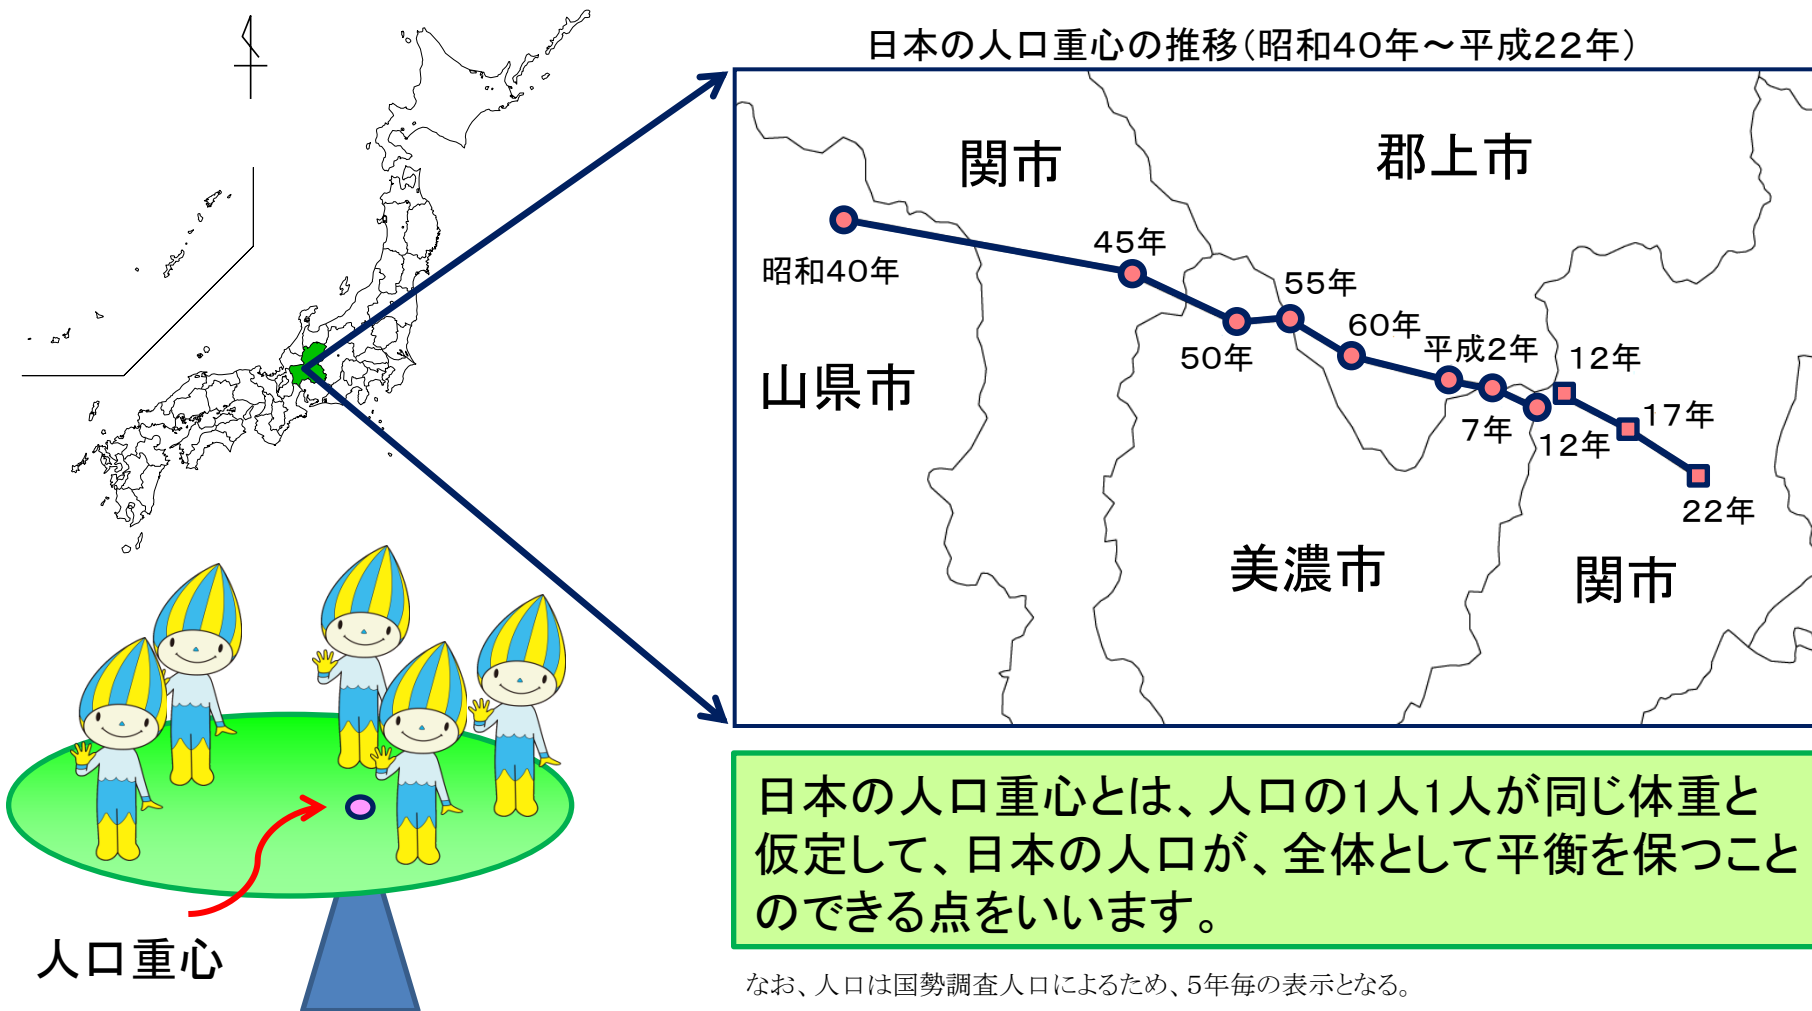 日本の人口重心の推移(昭和40年～平成22年)
関市
郡上市
昭和40年
45年
50年
55年
60年
平成2年
7年
12年
12年
17年
22年
山県市
美濃市
関市
人口重心
日本の人口重心とは、人口の1人1人が同じ体重と
仮定して、日本の人口が、全体として平衡を保つこと
のできる点をいいます。
なお、人口は国勢調査人口によるため、5年毎の表示となる。